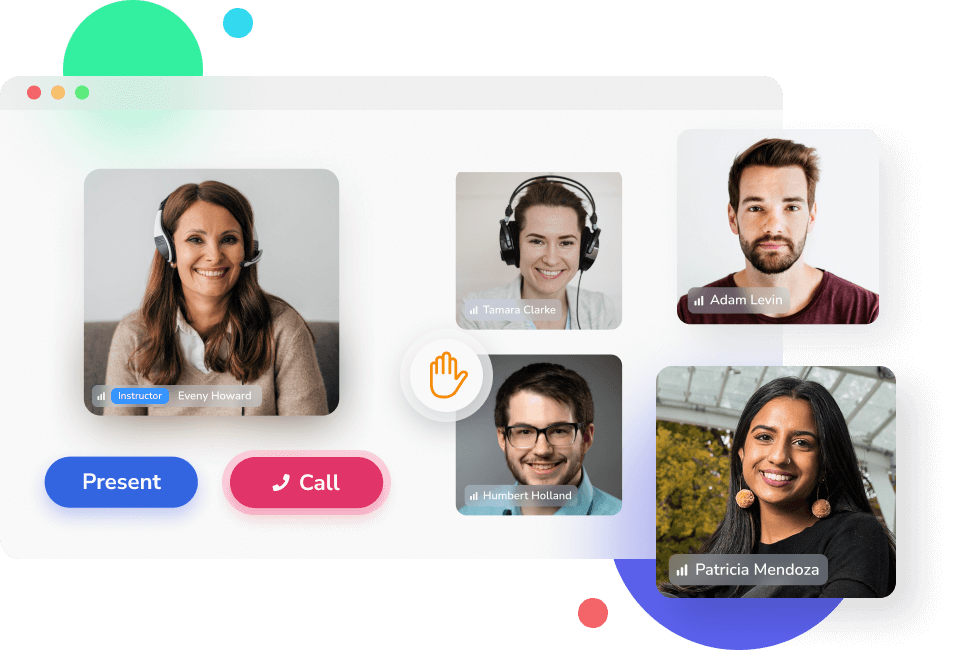 Instructor Eveny Howard
Tamara Clarke
Adam Levin
Humbert Holland
Patricia Mendoza
Present
Call